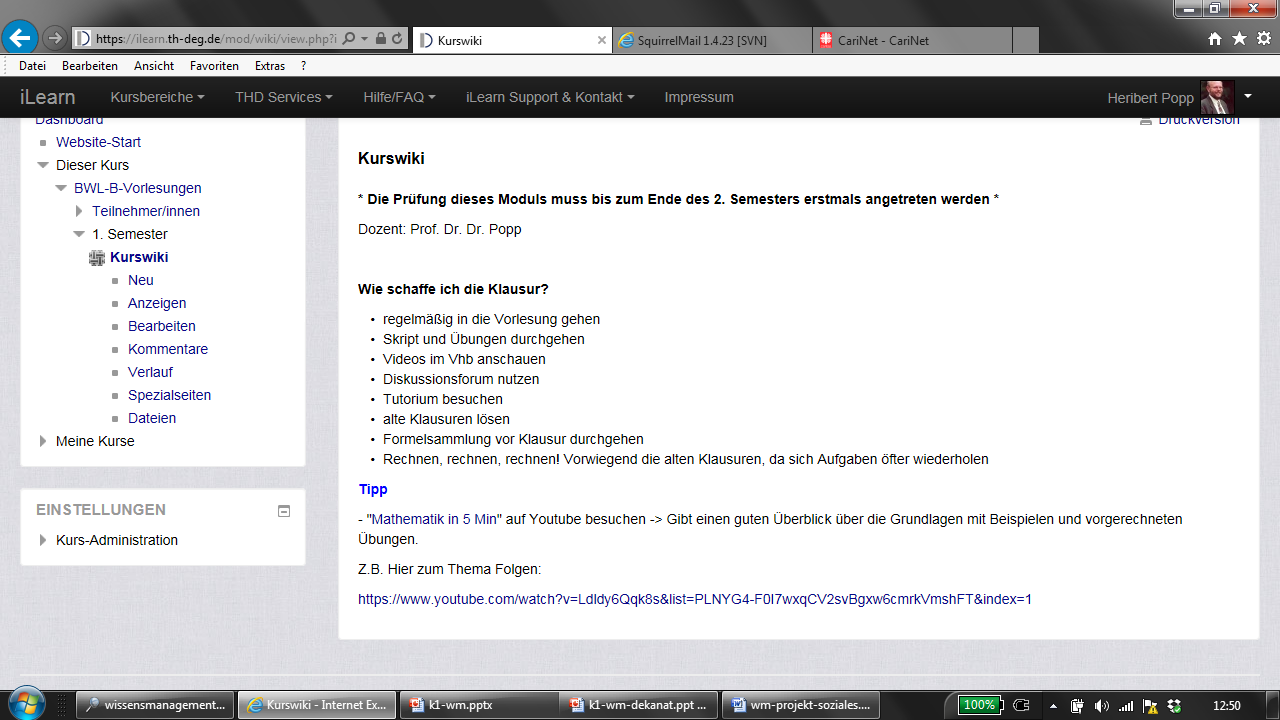 https://ilearn.th-deg.de/mod/wiki/view.php?i
Kurswiki
SquirrelMail 1.4.23 [SVN]
CariNet - CariNet
Datei Bearbeiten Ansicht Favoriten Extras ?
iLearn Kursbereiche THD Services Hilfe/FAQ iLearn Support & Kontakt Impressum Heribert Popp
Dashboard
Website-Start
Dieser Kurs
BWL-B-Vorlesungen
Teilnehmer/innen
1. Semester
Kurswiki
Neu
Anzeigen
Bearbeiten
Kommentare
Verlauf
Spezialseiten
Dateien
Meine Kurse
EINSTELLUNGEN
Kurs-Administration
Druckversion
Kurswiki
* Die Prüfung dieses Moduls muss bis zum Ende des 2. Semesters erstmals angetreten werden *
Dozent: Prof. Dr. Dr. Popp
Wie schaffe ich die Klausur?
• regelmäßig in die Vorlesung gehen
• Skript und Übungen durchgehen
• Videos im Vhb anschauen
• Diskussionsforum nutzen
• Tutorium besuchen
• alte Klausuren lösen
• Formelsammlung vor Klausur durchgehen
• Rechnen, rechnen, rechnen! Vorwiegend die alten Klausuren, da sich Aufgaben öfter wiederholen
Tipp
- "Mathematik in 5 Min" auf Youtube besuchen -> Gibt einen guten Überblick über die Grundlagen mit Beispielen und vorgerechneten
Übungen.
Z.B. Hier zum Thema Folgen:
https://www.youtube.com/watch?v=Ldldy6Qqk8s&list=PLNYG4-F0I7wxqCV2svBgxw6cmrkVmshFT&index=1
wissensmanagement...
Kurswiki - Internet Ex...
k1-wm.pptx
k1-wm-dekanat.ppt ...
wm-projekt-soziales....
100%
12:50